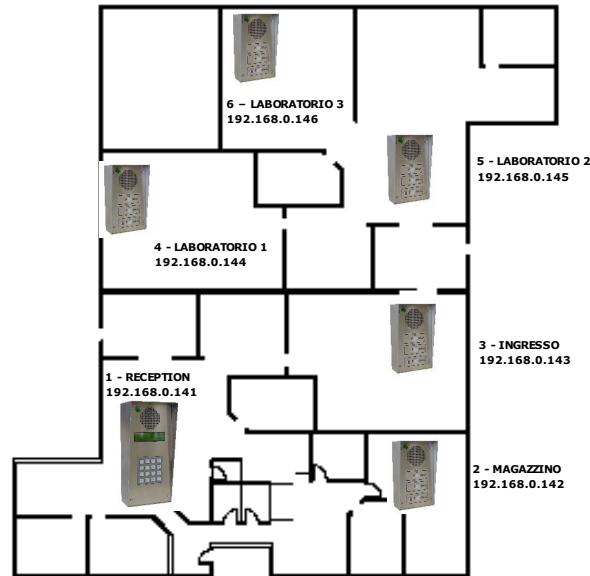 6 – LABORATORIO 3
192.168.0.146
5 - LABORATORIO 2
192.168.0.145
4 - LABORATORIO 1
192.168.0.144
3 - INGRESSO
192.168.0.143
1 - RECEPTION
192.168.0.141
2 - MAGAZZINO
192.168.0.142